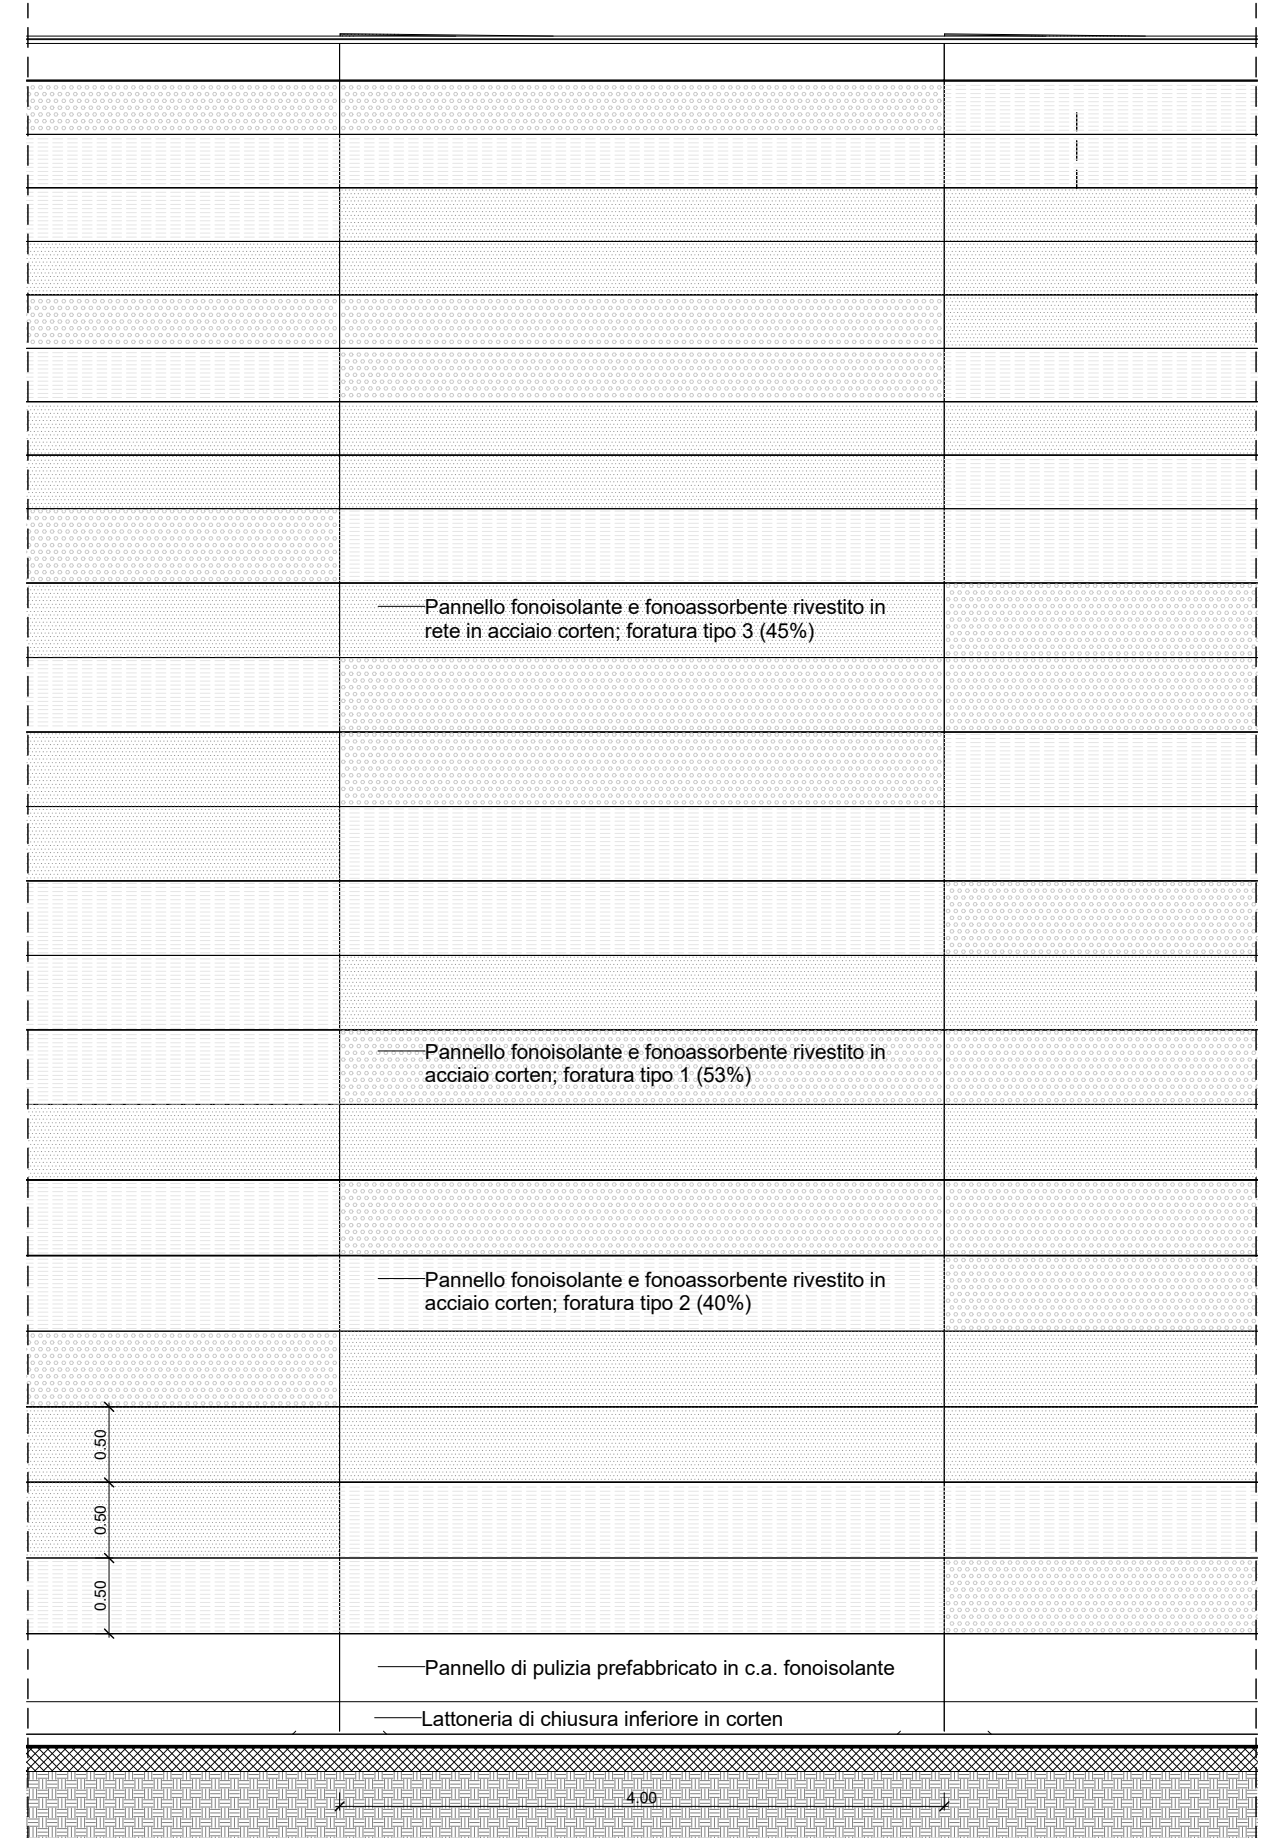 Pannello fonoisolante e fonoassorbente rivestito in
rete in acciaio corten; foratura tipo 3 (45%)
Pannello fonoisolante e fonoassorbente rivestito in
acciaio corten; foratura tipo 1 (53%)
Pannello fonoisolante e fonoassorbente rivestito in
acciaio corten; foratura tipo 2 (40%)
0.50
0.50
0.50
Pannello di pulizia prefabbricato in c.a. fonoisolante
Lattoneria di chiusura inferiore in corten
4.00